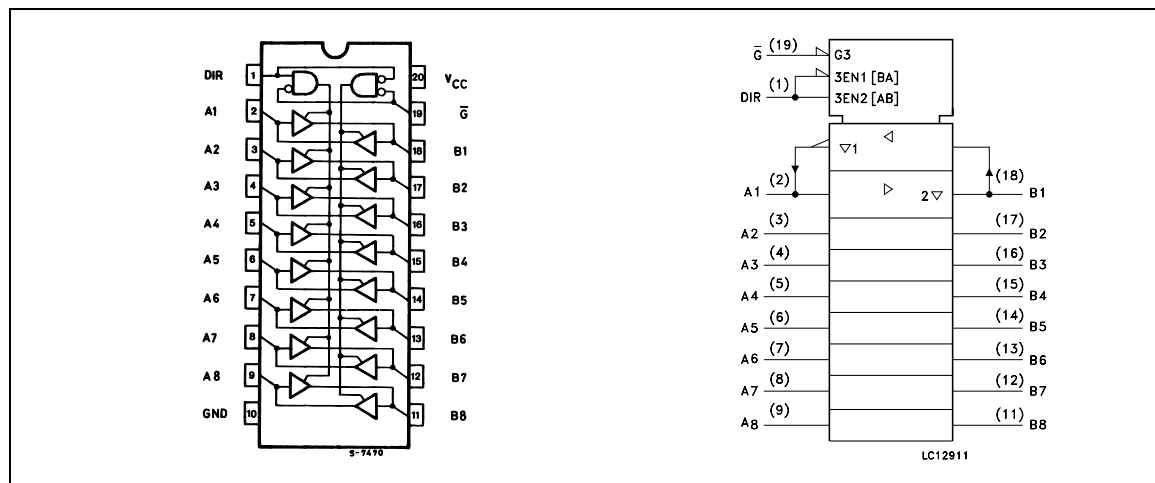 DIR 1 20 VCC
A1 2 19 G̅
A2 3 18 B1
A3 4 17 B2
A4 5 16 B3
A5 6 15 B4
A6 7 14 B5
A7 8 13 B6
A8 9 12 B7
GND 10 11 B8
S-7470
G̅ (19) G3
3EN1 [BA]
DIR (1) 3EN2 [AB]
▽1 ◁
A1 (2) ▷ 2▽ (18) B1
A2 (3) (17) B2
A3 (4) (16) B3
A4 (5) (15) B4
A5 (6) (14) B5
A6 (7) (13) B6
A7 (8) (12) B7
A8 (9) (11) B8
LC12911